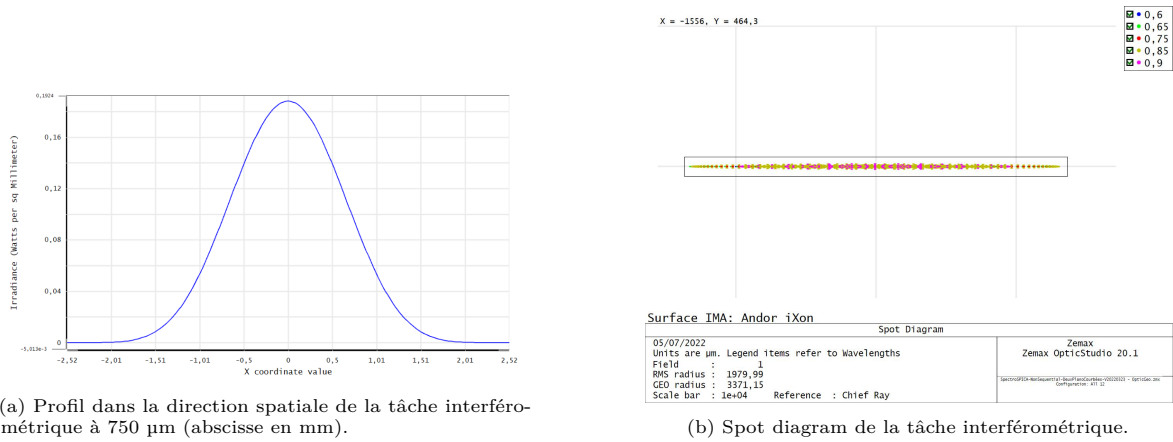 X = -1556, Y = 464,3
0,6
0,65
0,75
0,85
0,9
0,1924
0,16
0,12
0,08
0,04
0
-5,013e-3
Irradiance (Watts per sq Millimeter)
-2,52 -2,01 -1,51 -1,01 -0,5 0 0,5 1,01 1,51 2,01 2,52
X coordinate value
(a) Profil dans la direction spatiale de la tâche interféro-
métrique à 750 µm (abscisse en mm).
Surface IMA: Andor iXon
Spot Diagram
05/07/2022
Units are µm. Legend items refer to Wavelengths
Field : 1
RMS radius : 1979,99
GEO radius : 3371,15
Scale bar : 1e+04 Reference : Chief Ray
Zemax
Zemax OpticStudio 20.1
Configuration: All 12
(b) Spot diagram de la tâche interférométrique.